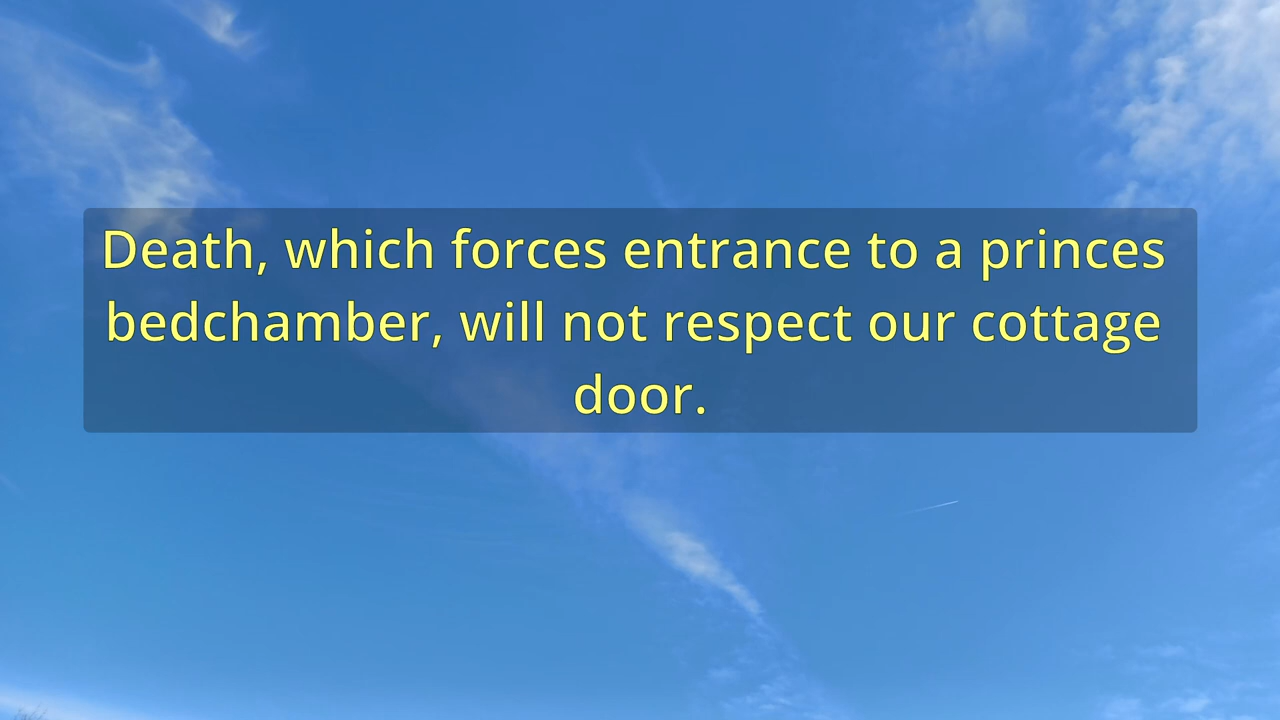 Death, which forces entrance to a princes
bedchamber, will not respect our cottage
door.